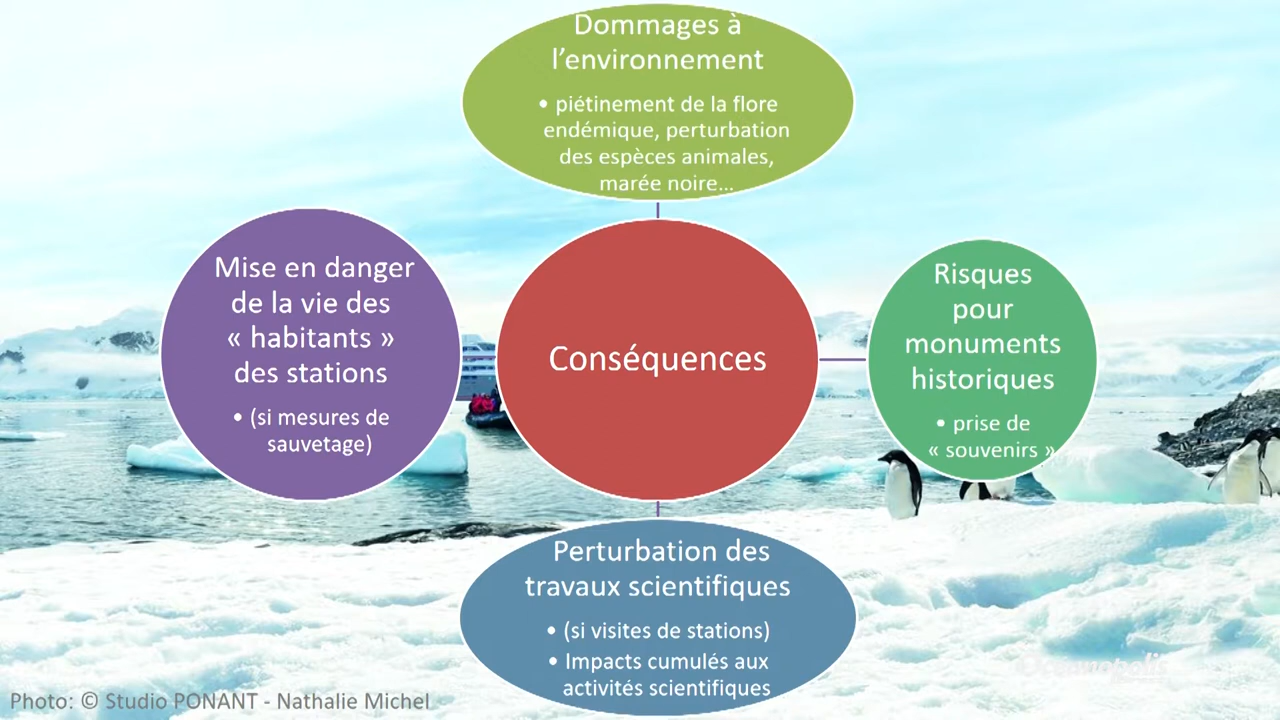 Dommages à
l’environnement
• piétinement de la flore
endémique, perturbation
des espèces animales,
marée noire…
Mise en danger
de la vie des
« habitants »
des stations
• (si mesures de
sauvetage)
Conséquences
Risques
pour
monuments
historiques
• prise de
« souvenirs »
Perturbation des
travaux scientifiques
• (si visites de stations)
• Impacts cumulés aux
activités scientifiques
Photo: © Studio PONANT - Nathalie Michel